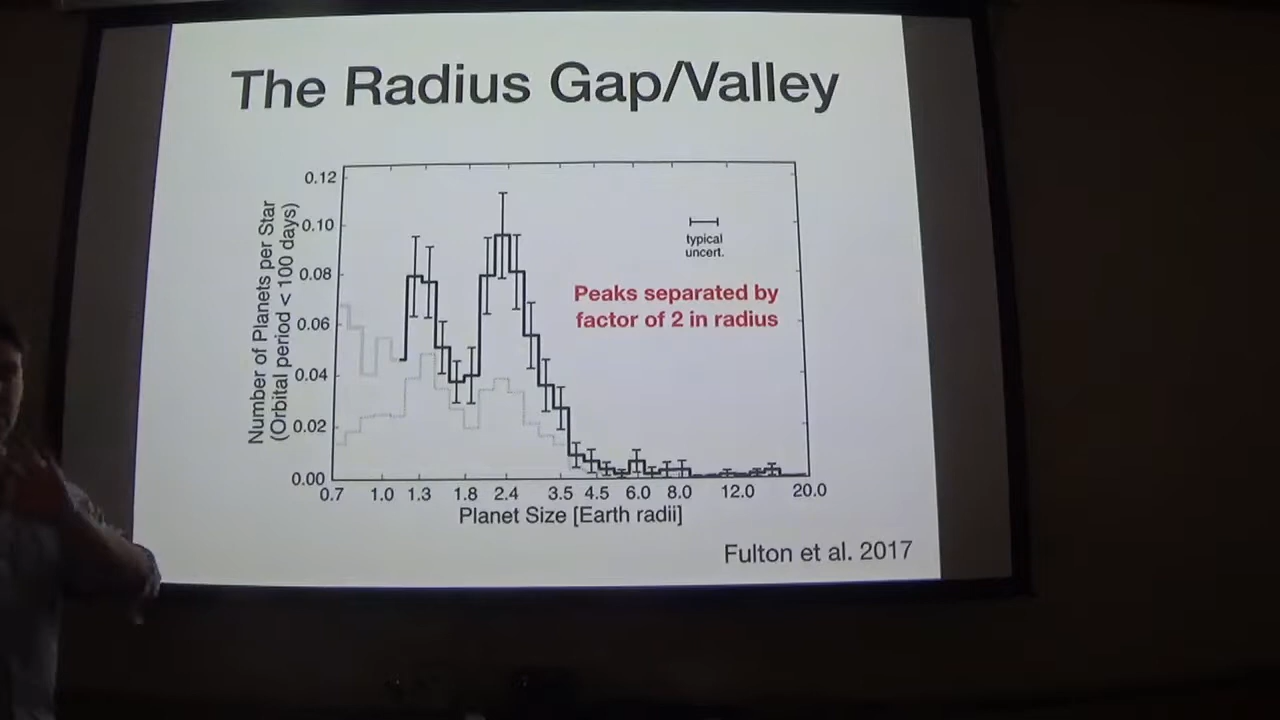 The Radius Gap/Valley
Number of Planets per Star
(Orbital period < 100 days)
0.12
0.10
0.08
0.06
0.04
0.02
0.00
typical
uncert.
Peaks separated by
factor of 2 in radius
0.7 1.0 1.3 1.8 2.4 3.5 4.5 6.0 8.0 12.0 20.0
Planet Size [Earth radii]
Fulton et al. 2017